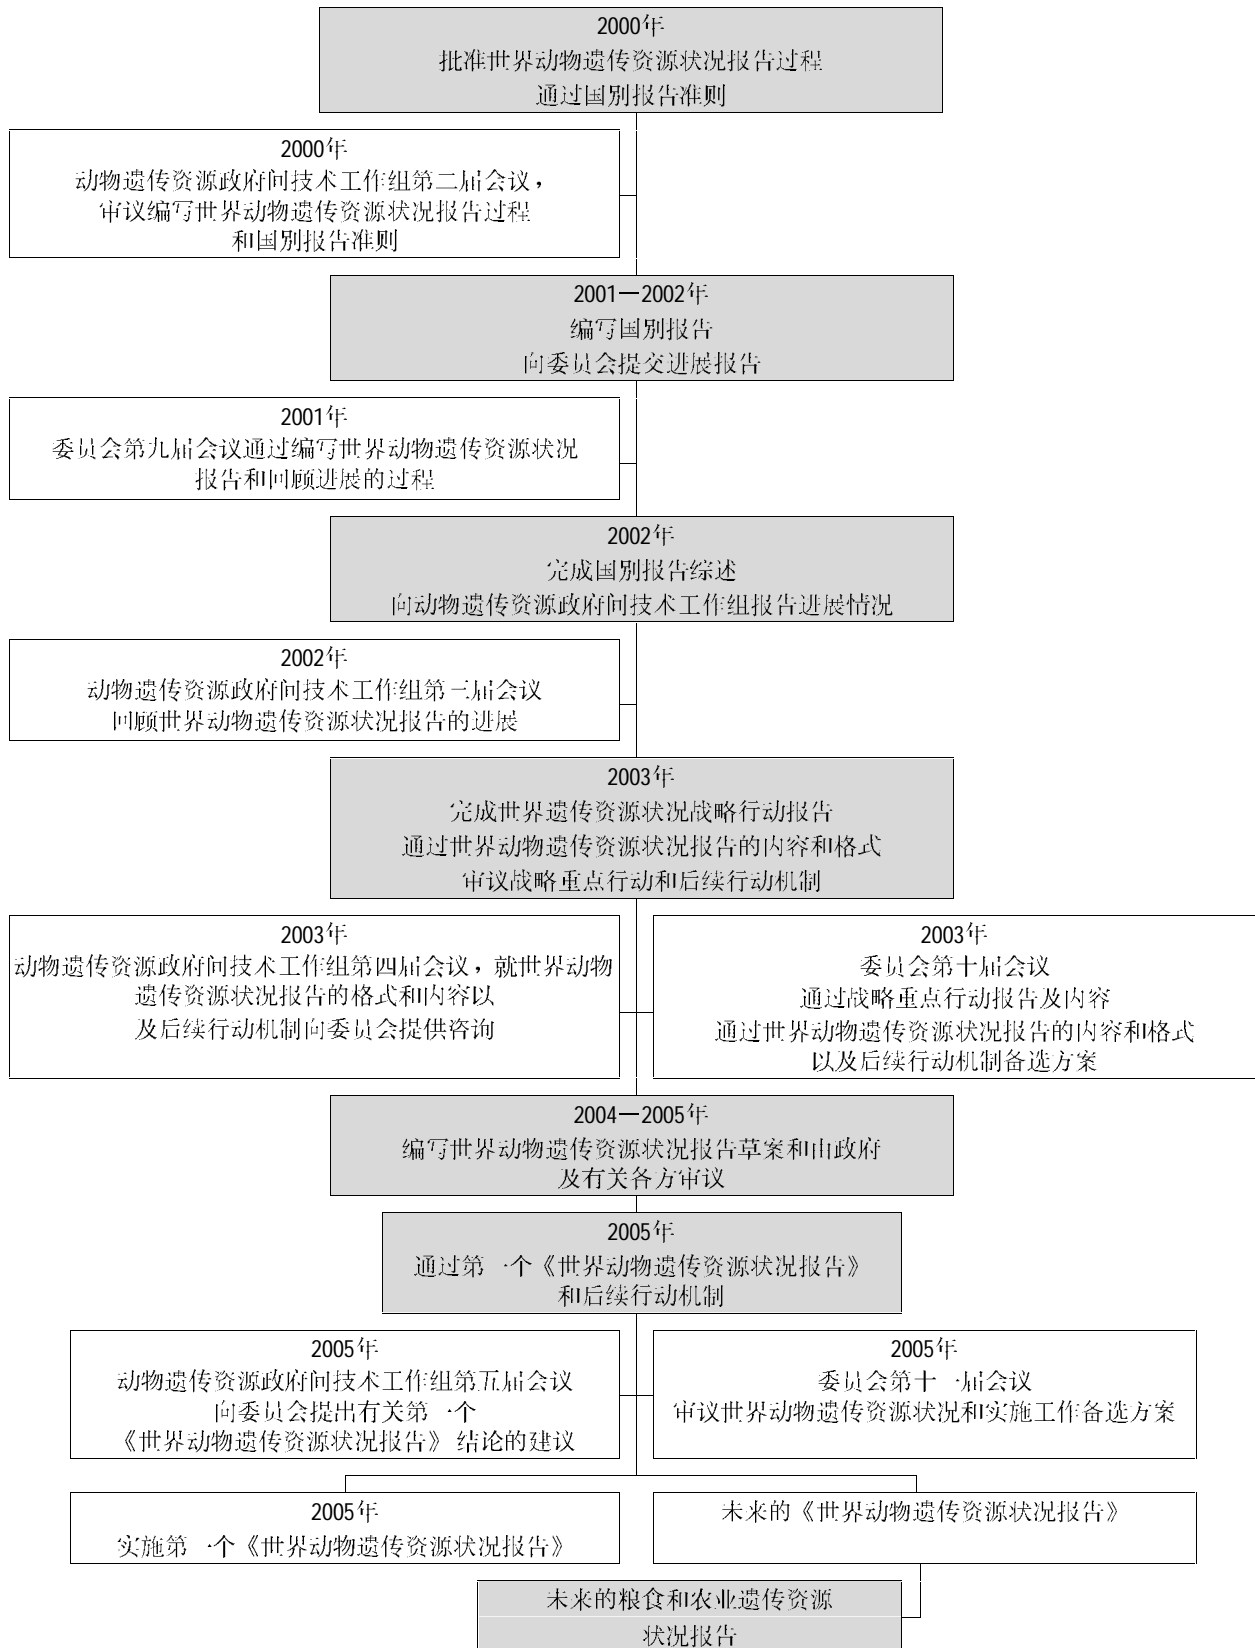 2000年
批准世界动物遗传资源状况报告过程
通过国别报告准则
2000年
动物遗传资源政府间技术工作组第二届会议，
审议编写世界动物遗传资源状况报告过程
和国别报告准则
2001—2002年
编写国别报告
向委员会提交进展报告
2001年
委员会第九届会议通过编写世界动物遗传资源状况
报告和回顾进展的过程
2002年
完成国别报告综述
向动物遗传资源政府间技术工作组报告进展情况
2002年
动物遗传资源政府间技术工作组第三届会议
回顾世界动物遗传资源状况报告的进展
2003年
完成世界遗传资源状况战略行动报告
通过世界动物遗传资源状况报告的内容和格式
审议战略重点行动和后续行动机制
2003年
动物遗传资源政府间技术工作组第四届会议，就世界动物
遗传资源状况报告的格式和内容以
及后续行动机制向委员会提供咨询
2003年
委员会第十届会议
通过战略重点行动报告及内容
通过世界动物遗传资源状况报告的内容和格式
以及后续行动机制备选方案
2004—2005年
编写世界动物遗传资源状况报告草案和由政府
及有关各方审议
2005年
通过第一个《世界动物遗传资源状况报告》
和后续行动机制
2005年
动物遗传资源政府间技术工作组第五届会议
向委员会提出有关第一个
《世界动物遗传资源状况报告》结论的建议
2005年
委员会第十一届会议
审议世界动物遗传资源状况和实施工作备选方案
2005年
实施第一个《世界动物遗传资源状况报告》
未来的《世界动物遗传资源状况报告》
未来的粮食和农业遗传资源
状况报告